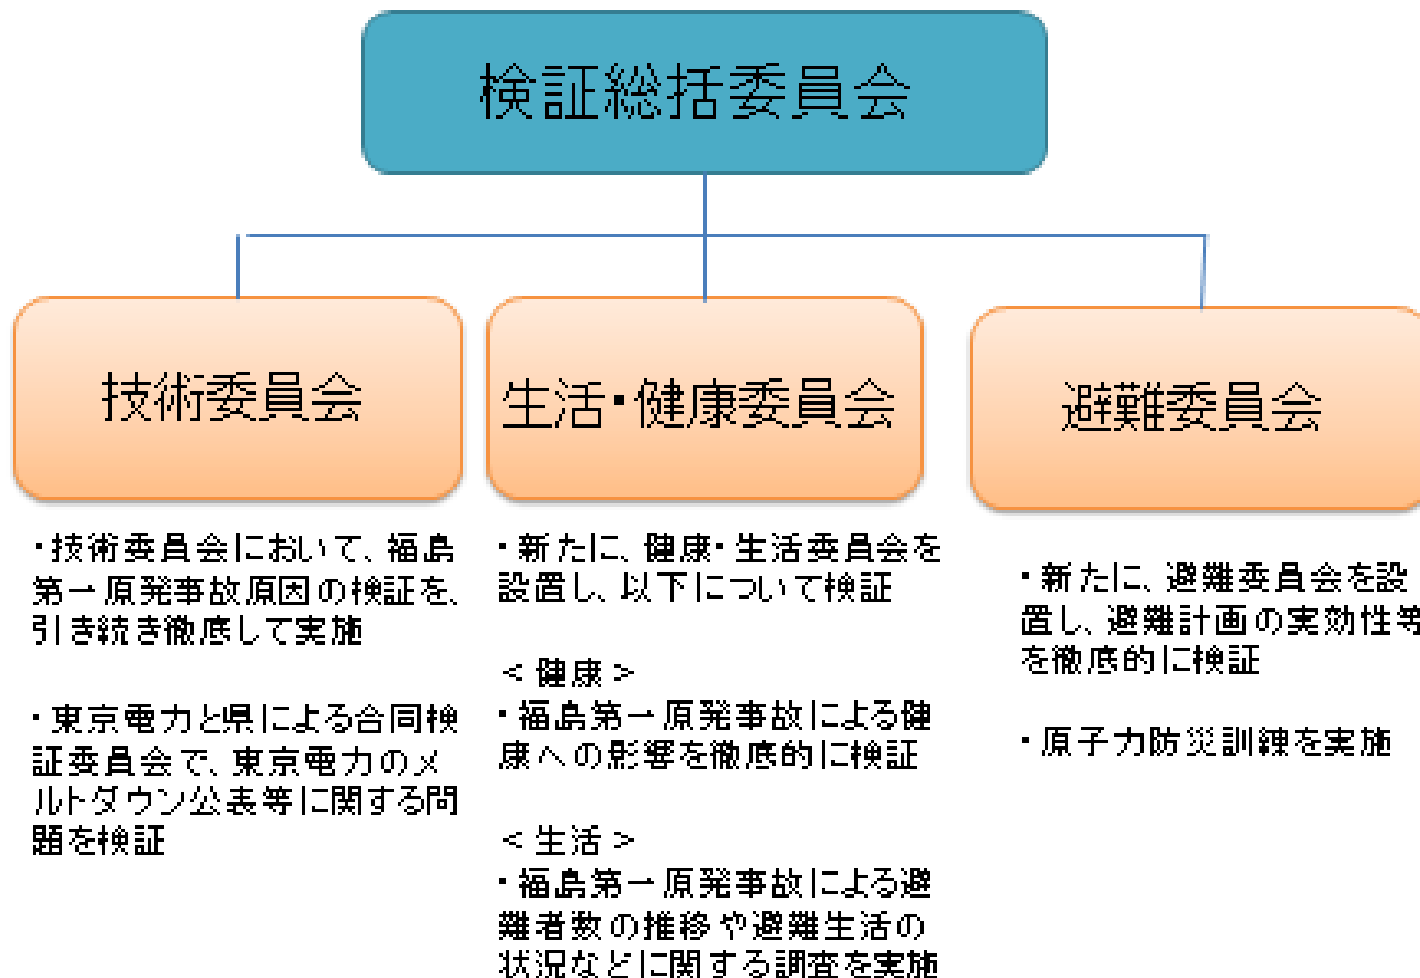 検証総括委員会
技術委員会
生活・健康委員会
避難委員会
・技術委員会において、福島
第一原発事故原因の検証を、
引き続き徹底して実施
・東京電力と県による合同検
証委員会で、東京電力のメ
ルトダウン公表等に関する問
題を検証
・新たに、健康・生活委員会を
設置し、以下について検証
＜健康＞
・福島第一原発事故による健
康への影響を徹底的に検証
＜生活＞
・福島第一原発事故による避
難者数の推移や避難生活の
状況などに関する調査を実施
・新たに、避難委員会を設
置し、避難計画の実効性等
を徹底的に検証
・原子力防災訓練を実施